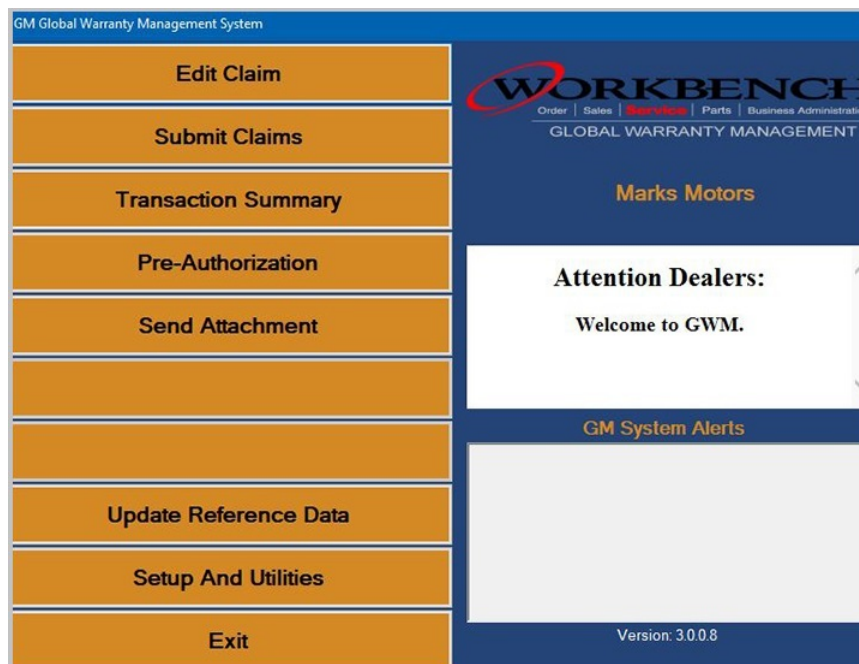 GM Global Warranty Management System
Edit Claim
Submit Claims
Transaction Summary
Pre-Authorization
Send Attachment
Update Reference Data
Setup And Utilities
Exit
WORKBENCH
Order | Sales | Service | Parts | Business Administratio
GLOBAL WARRANTY MANAGEMENT
Marks Motors
Attention Dealers:
Welcome to GWM.
GM System Alerts
Version: 3.0.0.8